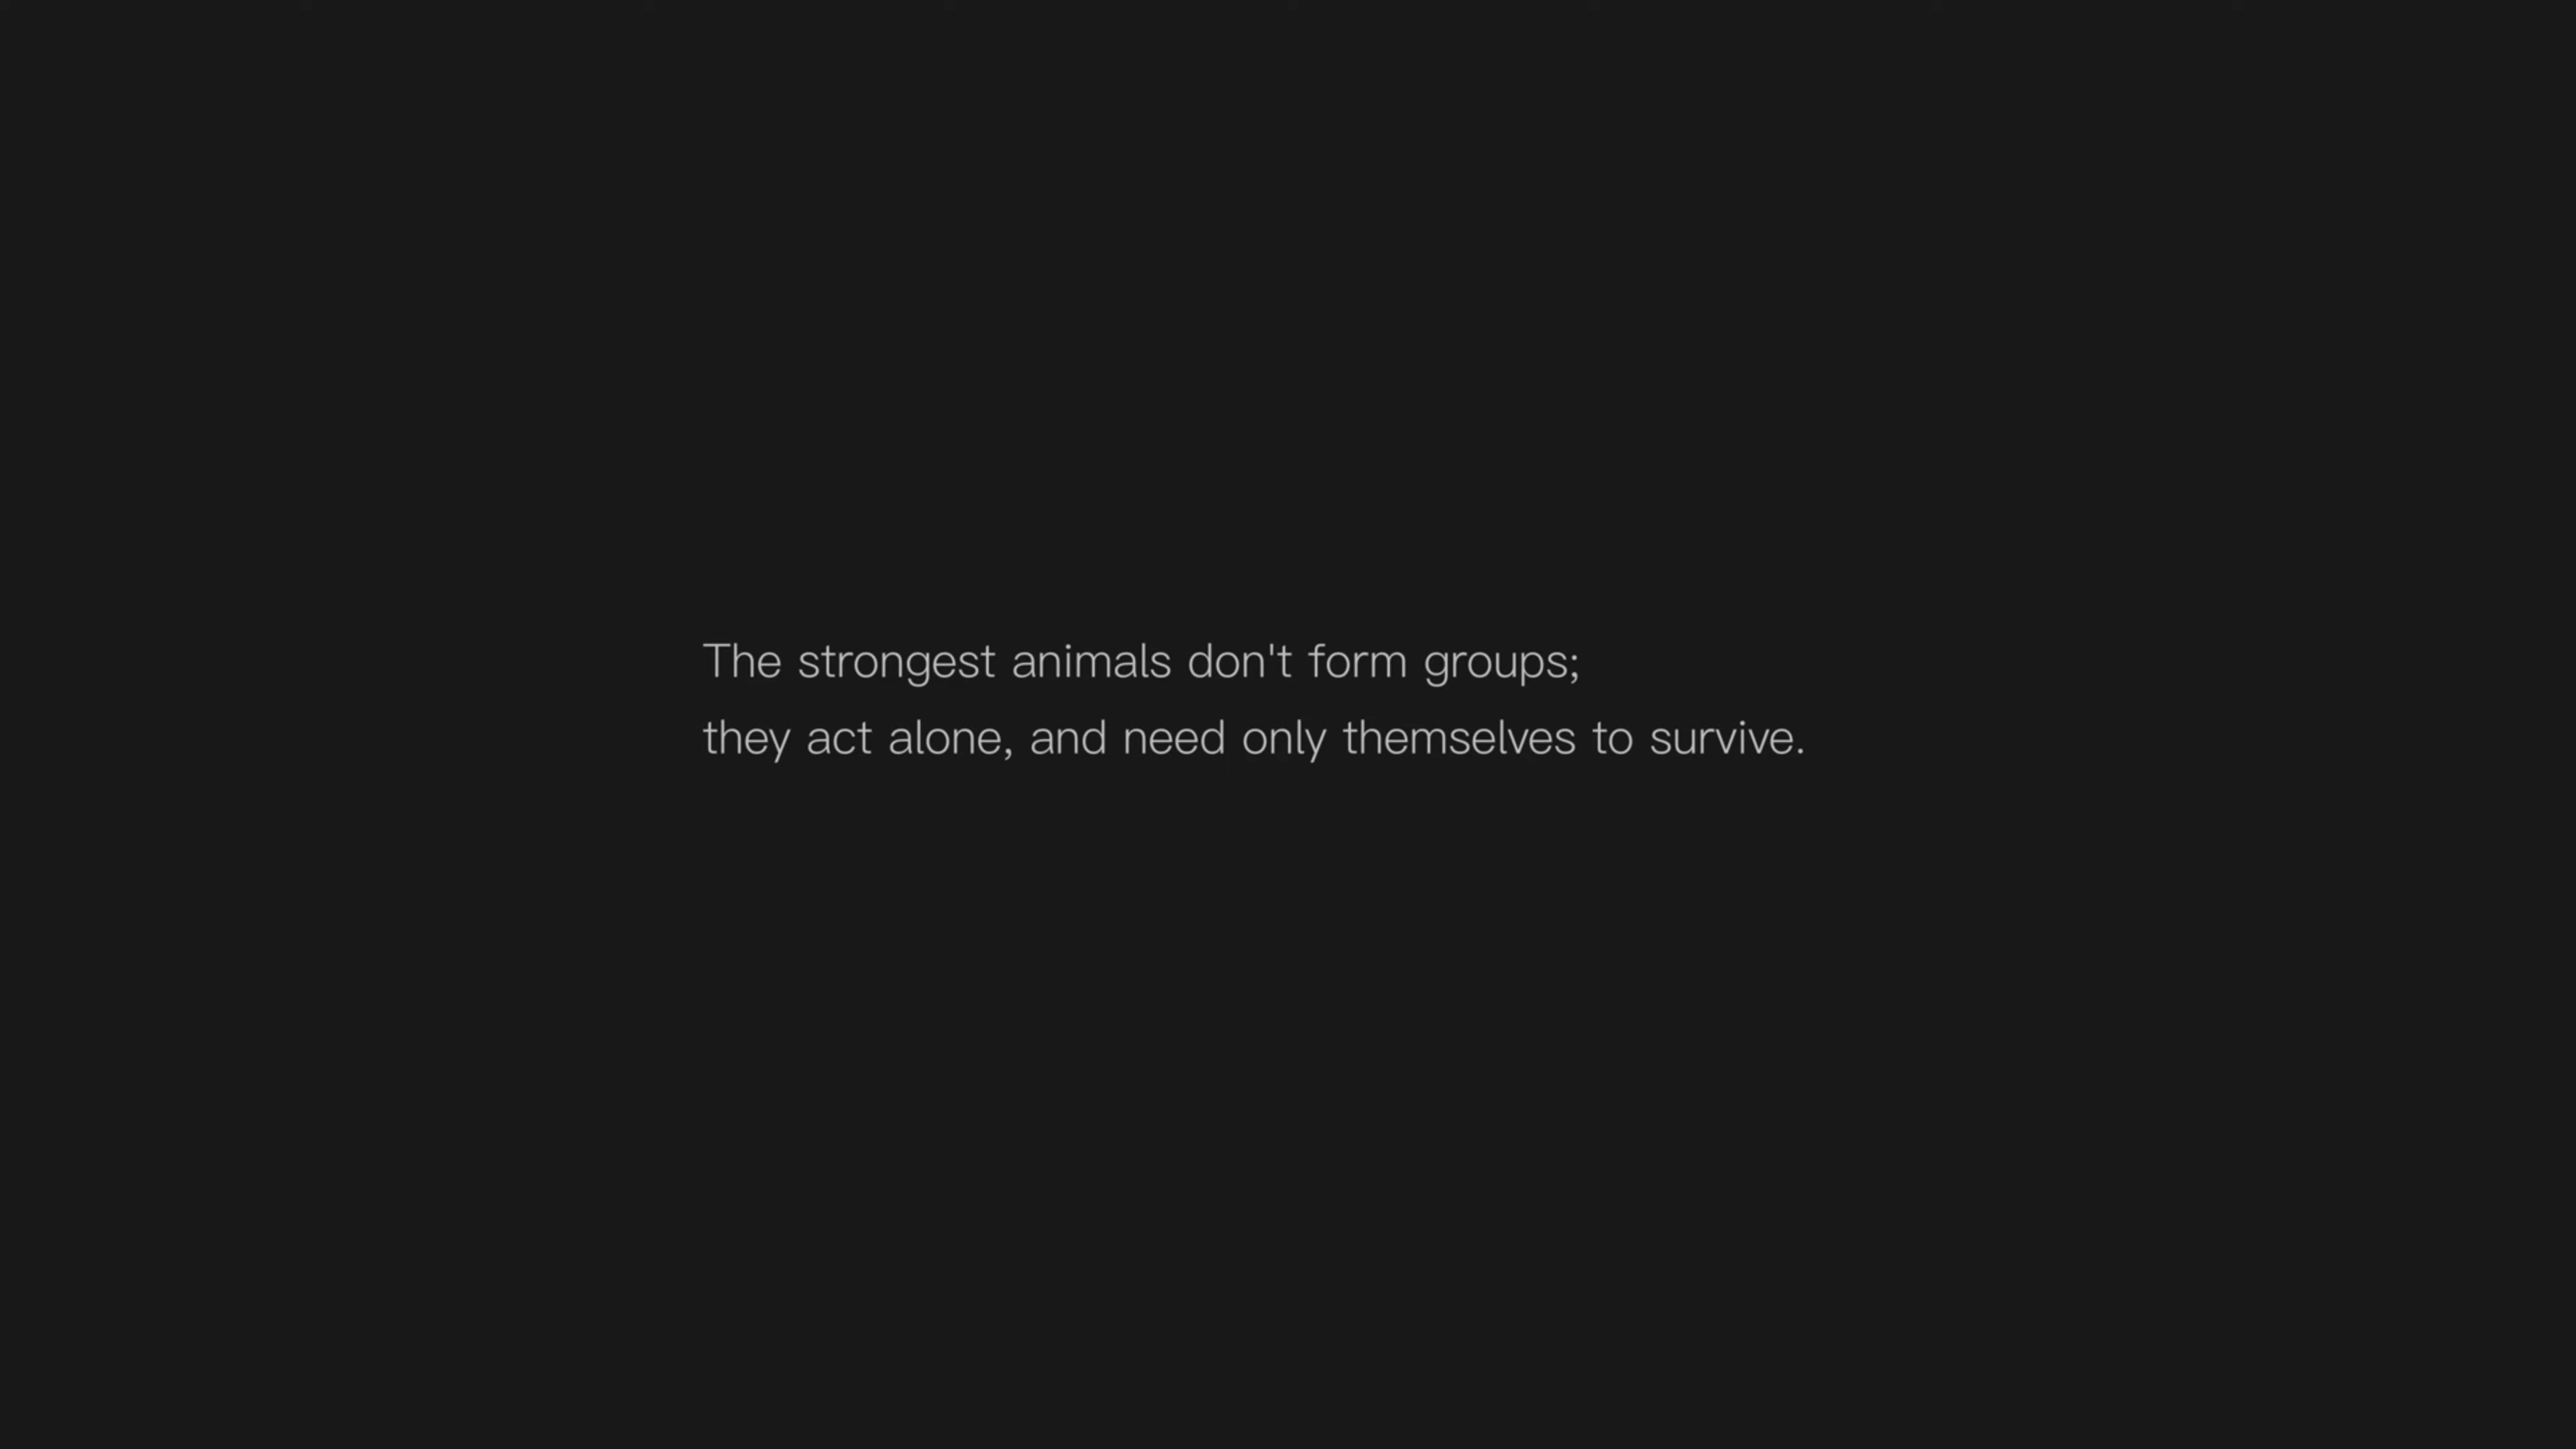 The strongest animals don't form groups;
they act alone, and need only themselves to survive.